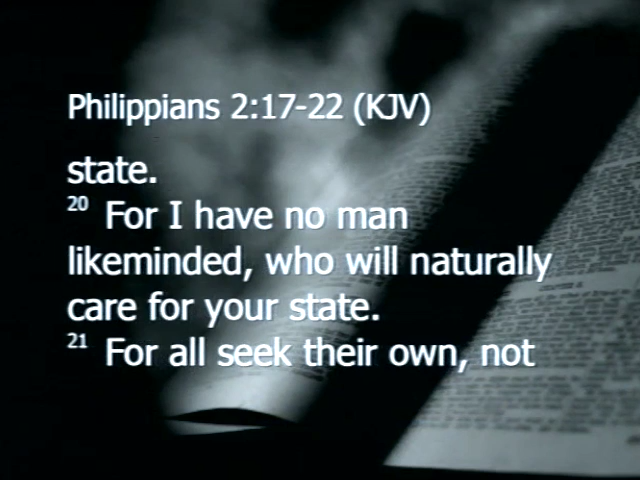 Philippians 2:17-22 (KJV)
state.
20 For I have no man
likeminded, who will naturally
care for your state.
21 For all seek their own, not